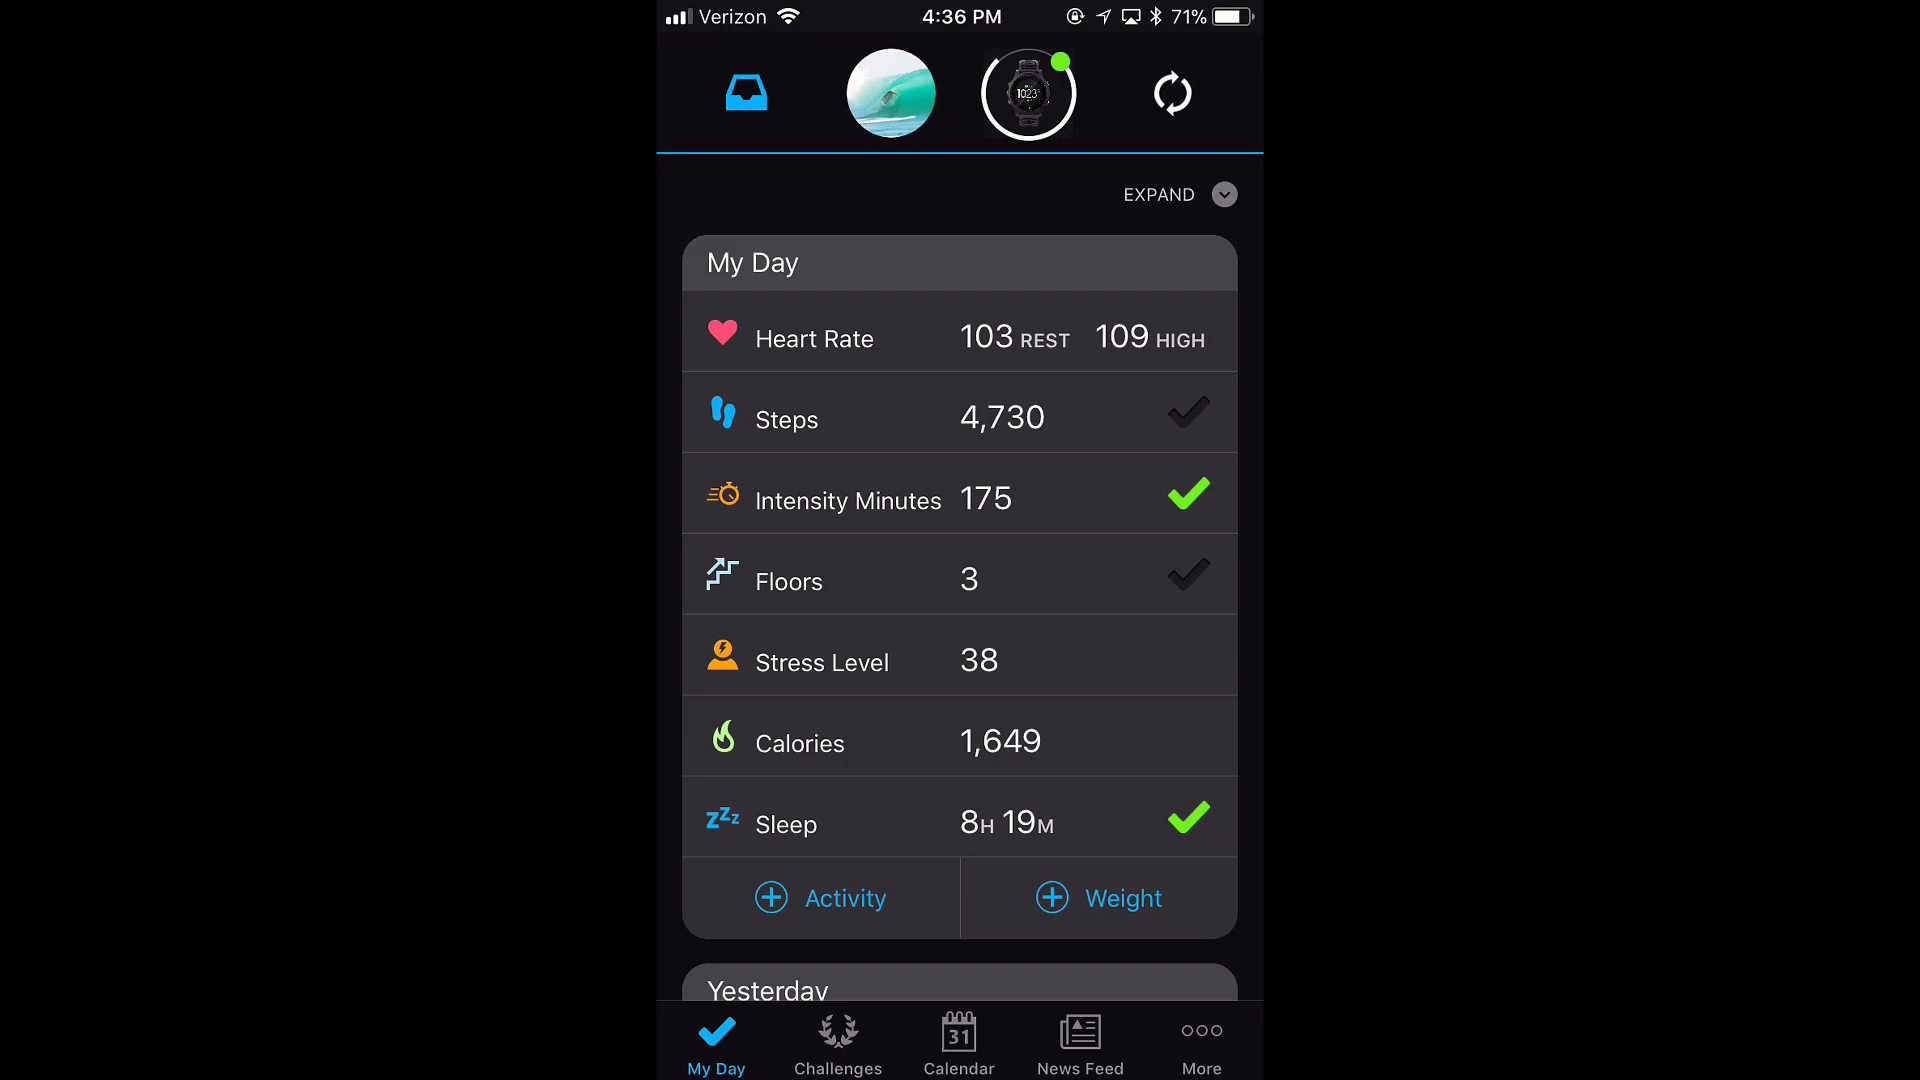 Verizon 4:36 PM 71%
1023
EXPAND
My Day
Heart Rate 103 REST 109 HIGH
Steps 4,730
Intensity Minutes 175
Floors 3
Stress Level 38
Calories 1,649
zzz Sleep 8H 19M
Activity Weight
Yesterday
31
My Day Challenges Calendar News Feed More